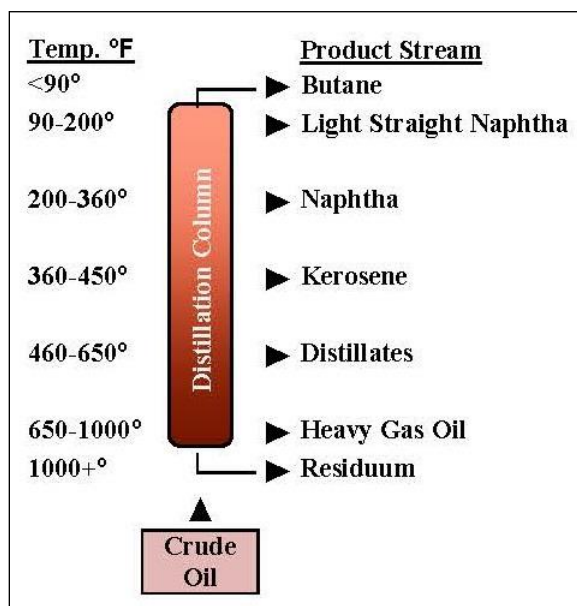 Temp. °F Product Stream
<90° Butane
90-200° Light Straight Naphtha
200-360° Naphtha
360-450° Kerosene
460-650° Distillates
650-1000° Heavy Gas Oil
1000+° Residuum
Distillation Column
Crude
Oil